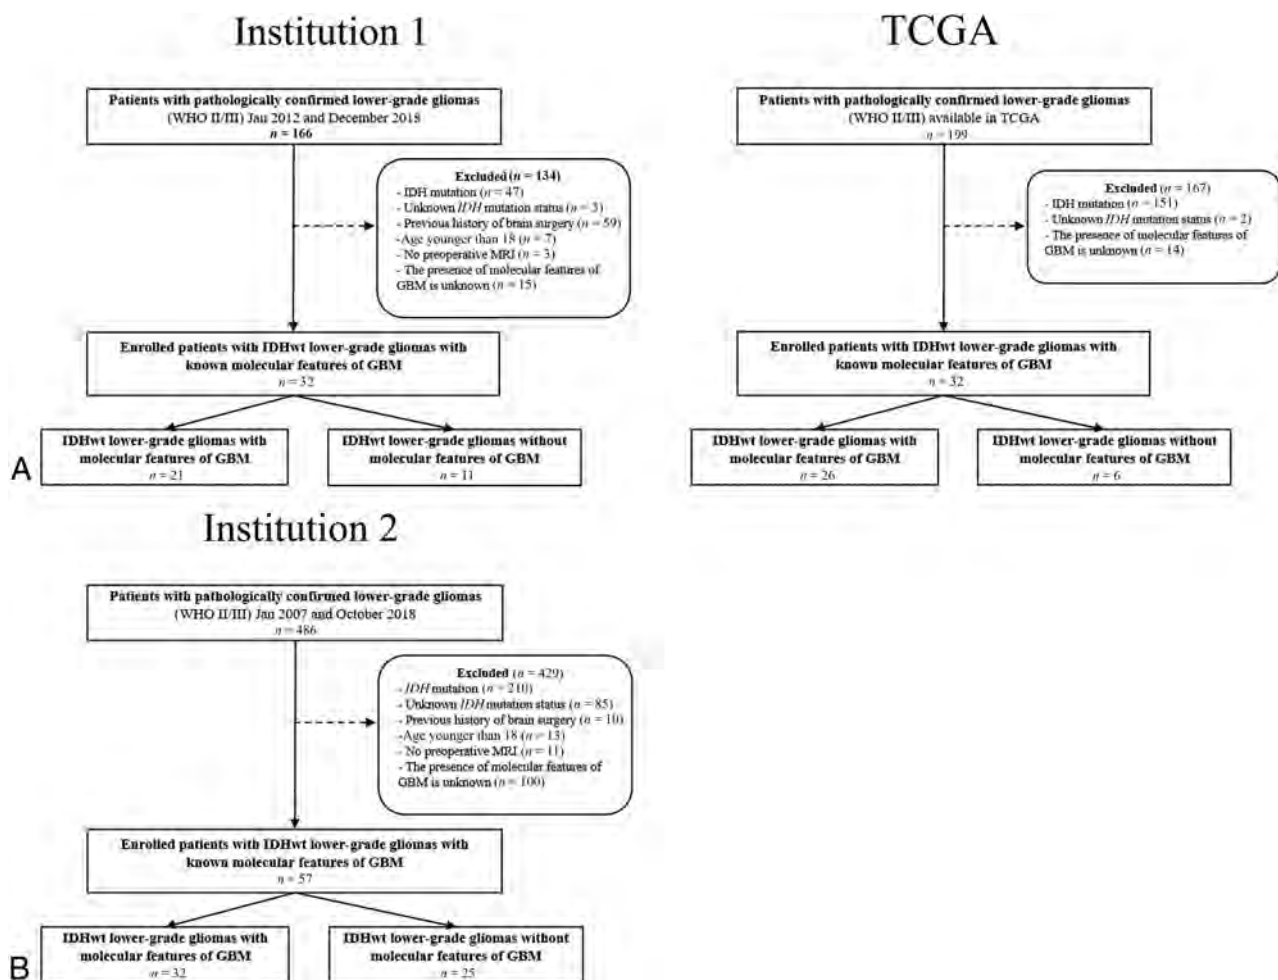 Institution 1
Patients with pathologically confirmed lower-grade gliomas
(WHO II/III) Jan 2012 and December 2018
n = 166
Excluded (n = 134)
- IDH mutation (n = 47)
- Unknown IDH mutation status (n = 3)
- Previous history of brain surgery (n = 59)
-Age younger than 18 (n = 7)
- No preoperative MRI (n = 3)
- The presence of molecular features of
GBM is unknown (n = 15)
Enrolled patients with IDHwt lower-grade gliomas with
known molecular features of GBM
n = 32
IDHwt lower-grade gliomas with
molecular features of GBM
n = 21
IDHwt lower-grade gliomas without
molecular features of GBM
n = 11
A
TCGA
Patients with pathologically confirmed lower-grade gliomas
(WHO II/III) available in TCGA
n = 199
Excluded (n = 167)
- IDH mutation (n = 151)
- Unknown IDH mutation status (n = 2)
- The presence of molecular features of
GBM is unknown (n = 14)
Enrolled patients with IDHwt lower-grade gliomas with
known molecular features of GBM
n = 32
IDHwt lower-grade gliomas with
molecular features of GBM
n = 26
IDHwt lower-grade gliomas without
molecular features of GBM
n = 6
Institution 2
Patients with pathologically confirmed lower-grade gliomas
(WHO II/III) Jan 2007 and October 2018
n = 486
Excluded (n = 429)
- IDH mutation (n = 210)
- Unknown IDH mutation status (n = 85)
- Previous history of brain surgery (n = 10)
-Age younger than 18 (n = 13)
- No preoperative MRI (n = 11)
- The presence of molecular features of
GBM is unknown (n = 100)
Enrolled patients with IDHwt lower-grade gliomas with
known molecular features of GBM
n = 57
IDHwt lower-grade gliomas with
molecular features of GBM
n = 32
IDHwt lower-grade gliomas without
molecular features of GBM
n = 25
B